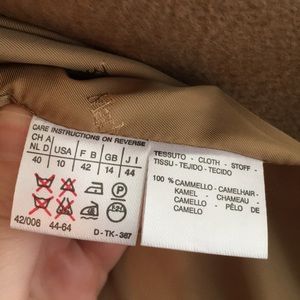 CARE INSTRUCTIONS ON REVERSE
CH A
NL D USA F B GB J I
40 10 42 14 44
42/006 44-64 D-TK-387
TESSUTO - CLOTH - STOFF -
TISSU - TEJIDO - TECIDO
100 % CAMMELLO - CAMELHAIR -
KAMEL - CHAMEAU -
CAMELO - PÊLO DE
CAMELO